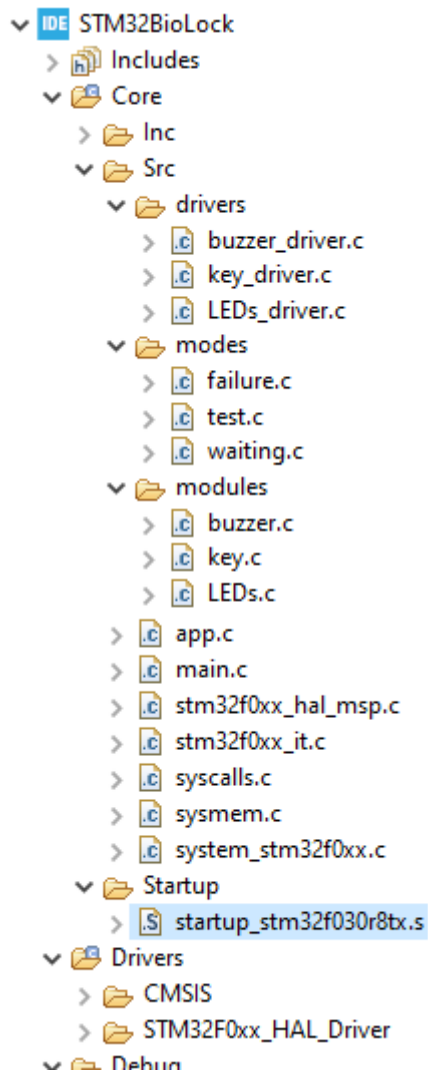 IDE STM32BioLock
h Includes
c Core
Inc
Src
drivers
.c buzzer_driver.c
.c key_driver.c
.c LEDs_driver.c
modes
.c failure.c
.c test.c
.c waiting.c
modules
.c buzzer.c
.c key.c
.c LEDs.c
.c app.c
.c main.c
.c stm32f0xx_hal_msp.c
.c stm32f0xx_it.c
.c syscalls.c
.c sysmem.c
.c system_stm32f0xx.c
Startup
.S startup_stm32f030r8tx.s
c Drivers
CMSIS
STM32F0xx_HAL_Driver
Debug